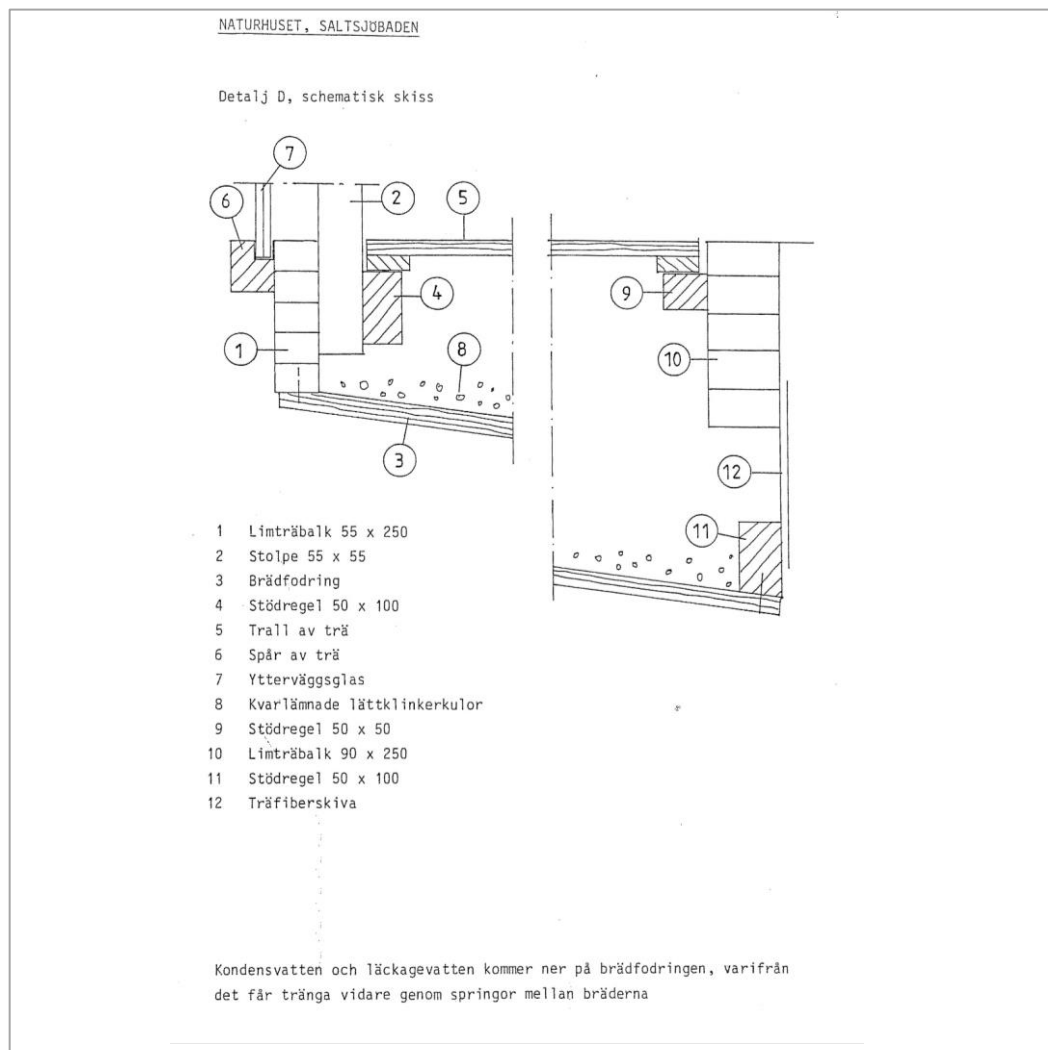 NATURHUSET, SALTSJÖBADEN
Detalj D, schematisk skiss
7
6
2
5
4
9
1
8
10
3
12
11
1 Limträbalk 55 x 250
2 Stolpe 55 x 55
3 Brädfodring
4 Stödregel 50 x 100
5 Trall av trä
6 Spår av trä
7 Ytterväggsglas
8 Kvarlämnade lättklinkerkulor
9 Stödregel 50 x 50
10 Limträbalk 90 x 250
11 Stödregel 50 x 100
12 Träfiberskiva
Kondensvatten och läckagevatten kommer ner på brädfodringen, varifrån
det får tränga vidare genom springor mellan bräderna